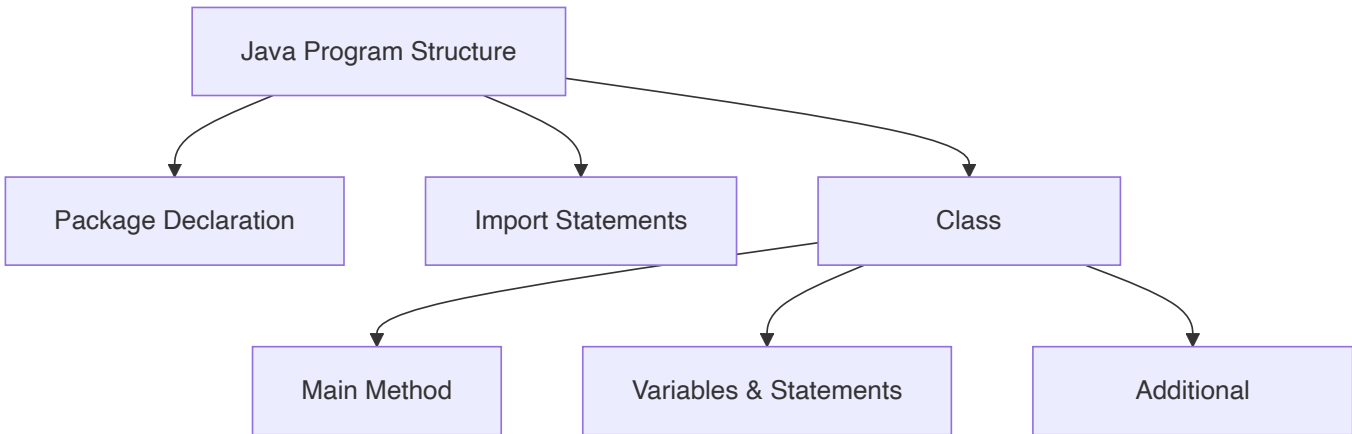 Java Program Structure
Package Declaration
Import Statements
Class
Main Method
Variables & Statements
Additional